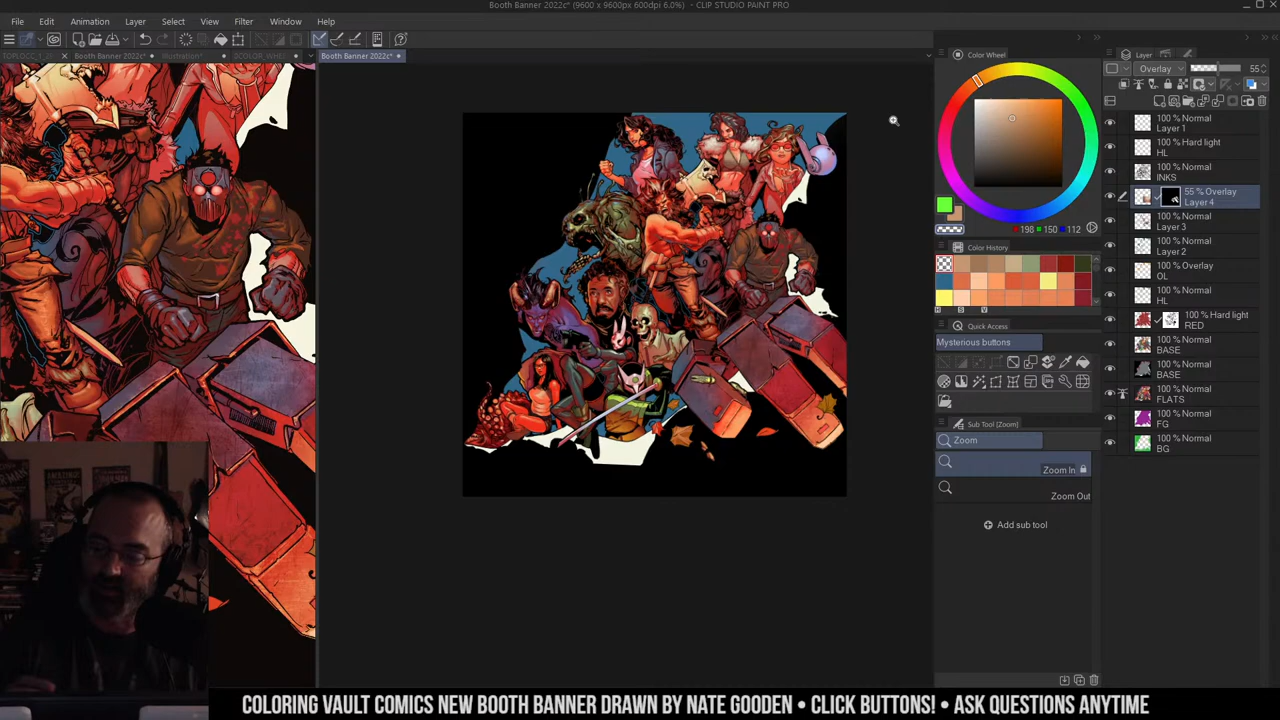 Booth Banner 2022c* (9600 x 9600px 600dpi 6.0%) - CLIP STUDIO PAINT PRO
File Edit Animation Layer Select View Filter Window Help
Booth Banner 2022c*
Illustration*
Booth Banner 2022c*
Color Wheel
198 150 112
Color History
H S V
Quick Access
Mysterious buttons
Sub Tool [Zoom]
Zoom
Zoom In
Zoom Out
Add sub tool
Layer
Overlay 55
100 % Normal
Layer 1
100 % Hard light
HL
100 % Normal
INKS
55 % Overlay
Layer 4
100 % Normal
Layer 3
100 % Normal
Layer 2
100 % Overlay
OL
100 % Normal
HL
100 % Hard light
RED
100 % Normal
BASE
100 % Normal
BASE
100 % Normal
FLATS
100 % Normal
FG
100 % Normal
BG
COLORING VAULT COMICS NEW BOOTH BANNER DRAWN BY NATE GOODEN • CLICK BUTTONS! • ASK QUESTIONS ANYTIME